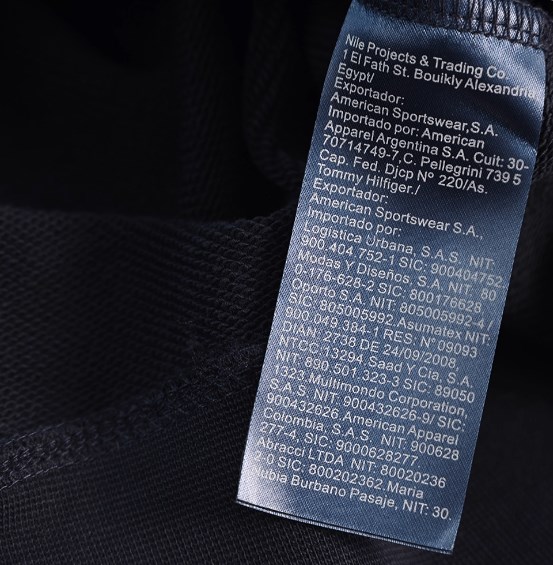 Nile Projects & Trading Co.
1 El Fath St. Bouikly Alexandria
Egypt/
Exportador:
American Sportswear,S.A.
Importado por: American
Apparel Argentina S.A. Cuit: 30-
70714749-7,C. Pellegrini 739 5
Cap. Fed. Djcp Nº 220/As.
Tommy Hilfiger./
Exportador:
American Sportswear S.A.,
Importado por:
Logística Urbana, S.A.S. NIT:
900.404.752-1 SIC: 900404752.
Modas Y Diseños, S.A. NIT. 80
0-176-628-2 SIC: 800176628
Oporto S.A. NIT: 805005992-4 /
SIC:805005992.Asumatex NIT:
900.049.384-1 RES: Nº 09093
DIAN: 2738 DE 24/09/2008,
NTCC:13294,Saad Y Cia, S.A.
NIT. 890.501.323-3 SIC: 89050
1323.Multimondo Corporation,
S.A.S. NIT: 900432626-9/ SIC:
900432626.American Apparel
Colombia, S.A.S. NIT: 900628
277-4, SIC: 9000628277.
Abracci LTDA NIT: 80020236
2-0 SIC: 800202362.Maria
Nubia Burbano Pasaje, NIT: 30.